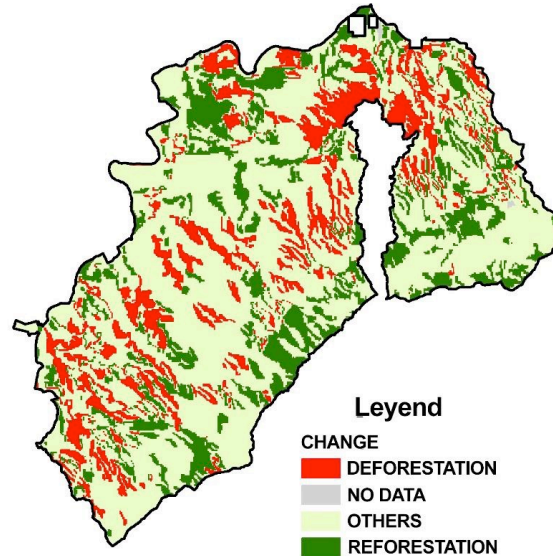 Leyend
CHANGE
DEFORESTATION
NO DATA
OTHERS
REFORESTATION